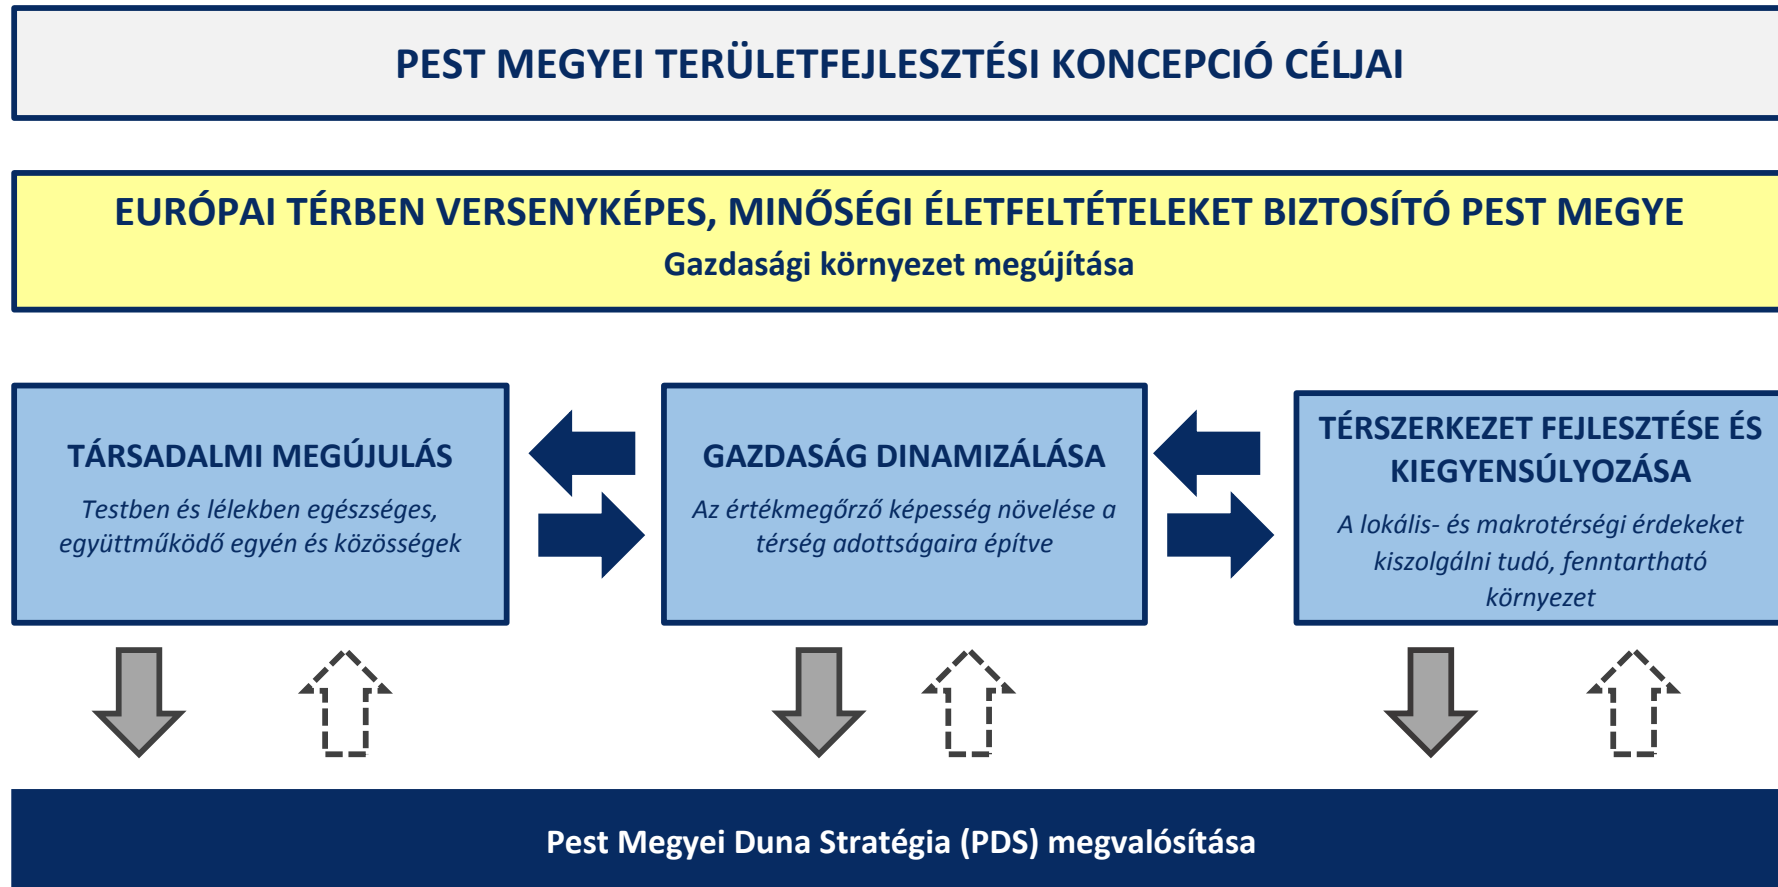 PEST MEGYEI TERÜLETFEJLESZTÉSI KONCEPCIÓ CÉLJAI
EURÓPAI TÉRBEN VERSENYKÉPES, MINŐSÉGI ÉLETFELTÉTELEKET BIZTOSÍTÓ PEST MEGYE
Gazdasági környezet megújítása
TÁRSADALMI MEGÚJULÁS
Testben és lélekben egészséges,
együttműködő egyén és közösségek
GAZDASÁG DINAMIZÁLÁSA
Az értékmegőrző képesség növelése a
térség adottságaira építve
TÉRSZERKEZET FEJLESZTÉSE ÉS
KIEGYENSÚLYOZÁSA
A lokális- és makrotérségi érdekeket
kiszolgálni tudó, fenntartható
környezet
Pest Megyei Duna Stratégia (PDS) megvalósítása